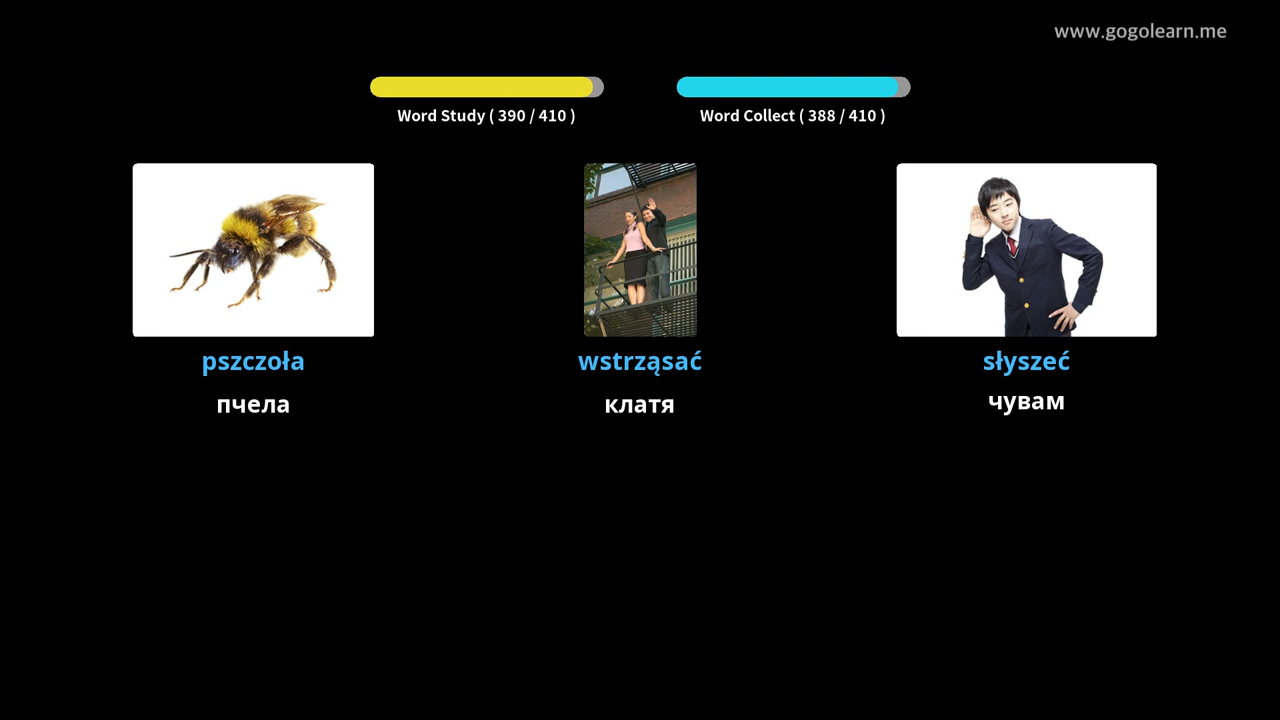 www.gogolearn.me
Word Study ( 390 / 410 )
Word Collect ( 388 / 410 )
pszczoła
wstrząsać
słyszeć
пчела
клатя
чувам